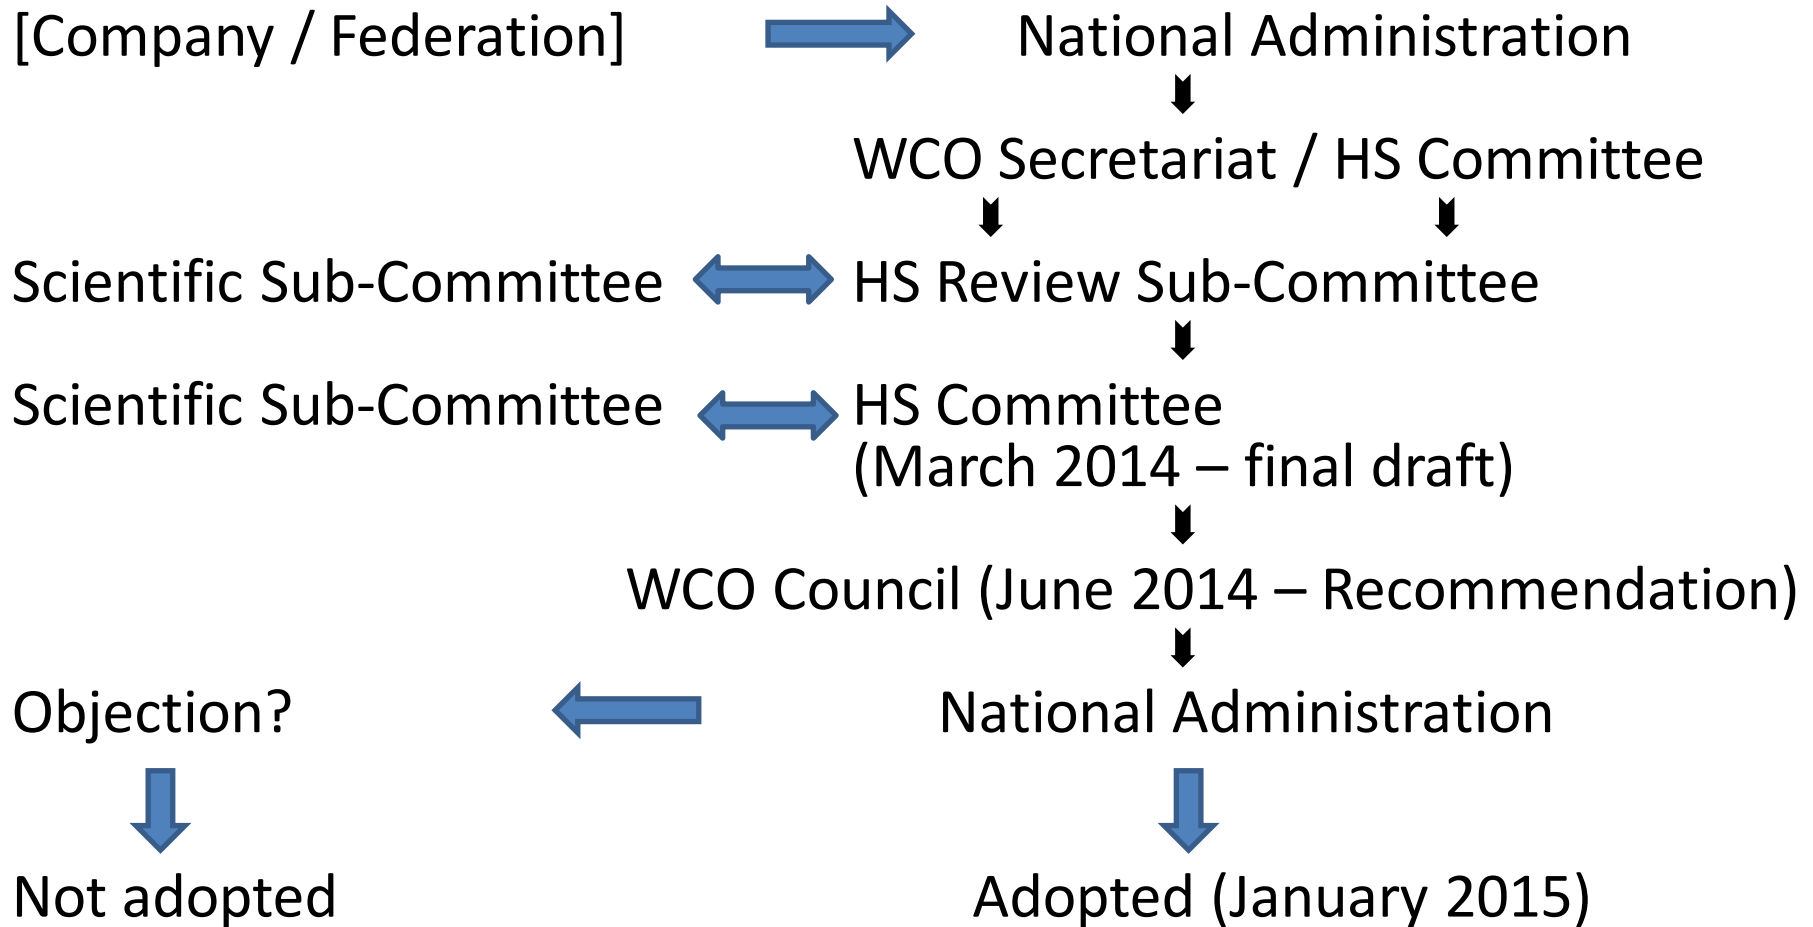 [Company / Federation]
National Administration
WCO Secretariat / HS Committee
Scientific Sub-Committee
HS Review Sub-Committee
Scientific Sub-Committee
HS Committee
(March 2014 – final draft)
WCO Council (June 2014 – Recommendation)
Objection?
National Administration
Not adopted
Adopted (January 2015)